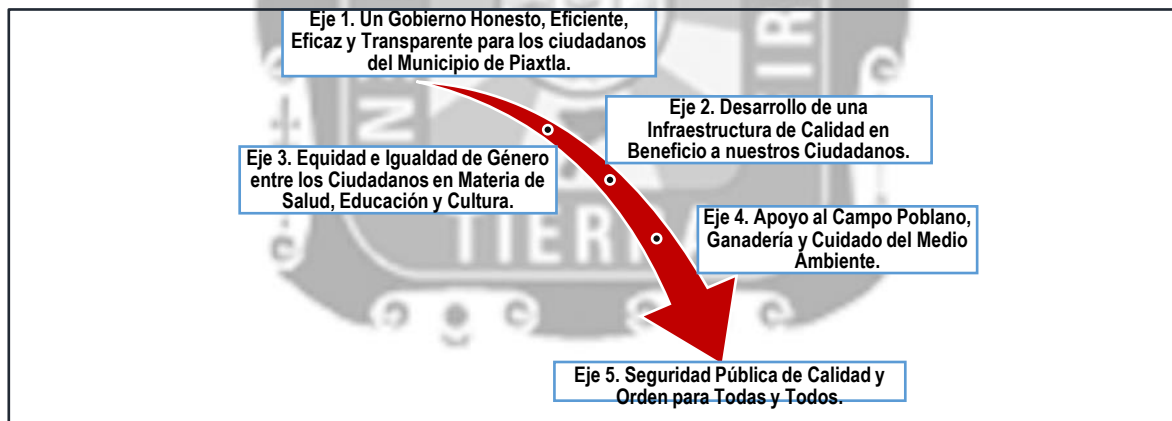 Eje 1. Un Gobierno Honesto, Eficiente,
Eficaz y Transparente para los ciudadanos
del Municipio de Piaxtla.
Eje 2. Desarrollo de una
Infraestructura de Calidad en
Beneficio a nuestros Ciudadanos.
Eje 3. Equidad e Igualdad de Género
entre los Ciudadanos en Materia de
Salud, Educación y Cultura.
Eje 4. Apoyo al Campo Poblano,
Ganadería y Cuidado del Medio
Ambiente.
Eje 5. Seguridad Pública de Calidad y
Orden para Todas y Todos.